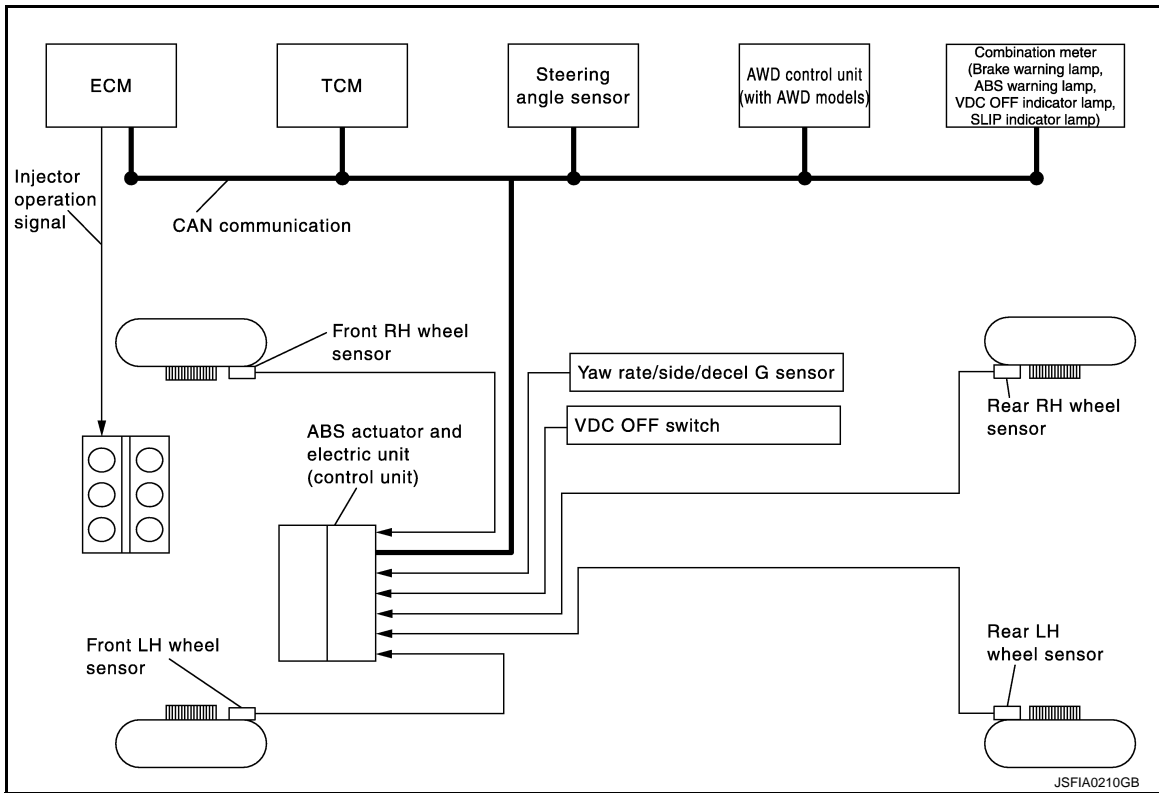 ECM
TCM
Steering
angle sensor
AWD control unit
(with AWD models)
Combination meter
(Brake warning lamp,
ABS warning lamp,
VDC OFF indicator lamp,
SLIP indicator lamp)
Injector
operation
signal
CAN communication
Front RH wheel
sensor
Yaw rate/side/decel G sensor
VDC OFF switch
Rear RH wheel
sensor
ABS actuator and
electric unit
(control unit)
Front LH wheel
sensor
Rear LH
wheel sensor
JSFIA0210GB